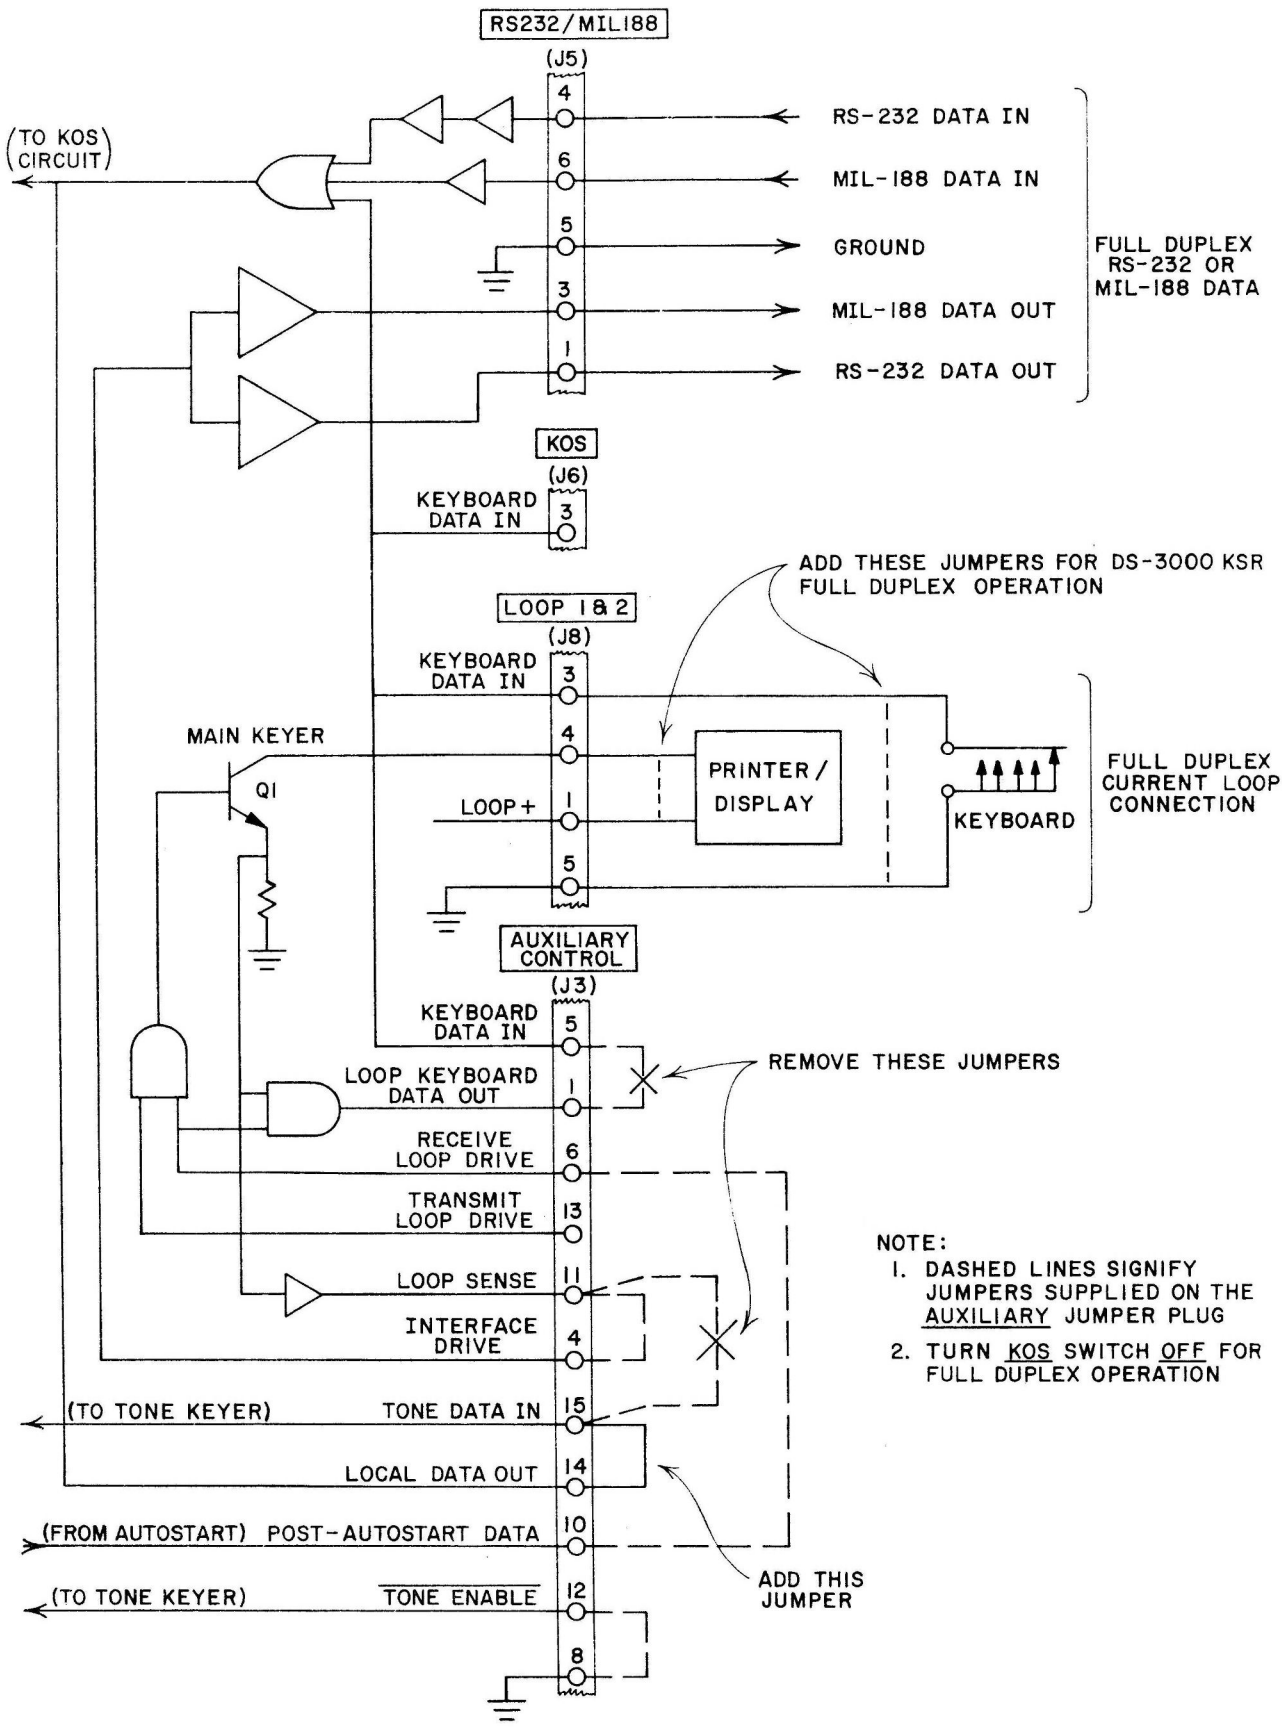 RS232/MIL188
(J5)
4
RS-232 DATA IN
(TO KOS
CIRCUIT)
6
MIL-188 DATA IN
5
GROUND
FULL DUPLEX
RS-232 OR
MIL-188 DATA
3
MIL-188 DATA OUT
1
RS-232 DATA OUT
KOS
(J6)
KEYBOARD
DATA IN
3
ADD THESE JUMPERS FOR DS-3000 KSR
FULL DUPLEX OPERATION
LOOP 1 & 2
(J8)
KEYBOARD
DATA IN
3
MAIN KEYER
4
Q1
PRINTER/
DISPLAY
FULL DUPLEX
CURRENT LOOP
CONNECTION
LOOP+
1
KEYBOARD
5
AUXILIARY
CONTROL
(J3)
KEYBOARD
DATA IN
5
REMOVE THESE JUMPERS
LOOP KEYBOARD
DATA OUT
1
RECEIVE
LOOP DRIVE
6
TRANSMIT
LOOP DRIVE
13
NOTE:
1. DASHED LINES SIGNIFY
JUMPERS SUPPLIED ON THE
AUXILIARY JUMPER PLUG
2. TURN KOS SWITCH OFF FOR
FULL DUPLEX OPERATION
LOOP SENSE
11
INTERFACE
DRIVE
4
(TO TONE KEYER) TONE DATA IN
15
LOCAL DATA OUT
14
(FROM AUTOSTART) POST-AUTOSTART DATA
10
ADD THIS
JUMPER
(TO TONE KEYER) TONE ENABLE
12
8